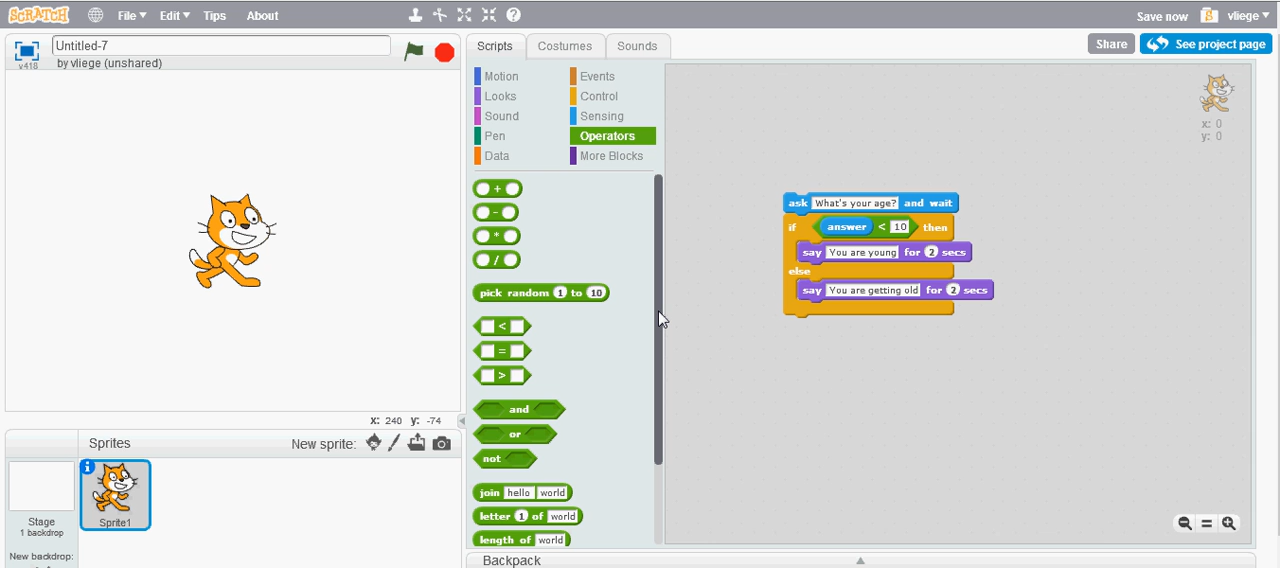 SCRATCH File Edit Tips About Save now vliege
Untitled-7
by vliege (unshared)
v418
Scripts Costumes Sounds
Share See project page
Motion Events
Looks Control
Sound Sensing
Pen Operators
Data More Blocks
+
-
*
/
pick random 1 to 10
<
=
>
and
or
not
join hello world
letter 1 of world
length of world
x: 0
y: 0
ask What's your age? and wait
if answer < 10 then
say You are young for 2 secs
else
say You are getting old for 2 secs
x: 240 y: -74
Sprites New sprite:
Stage
1 backdrop
New backdrop:
Sprite1
Backpack